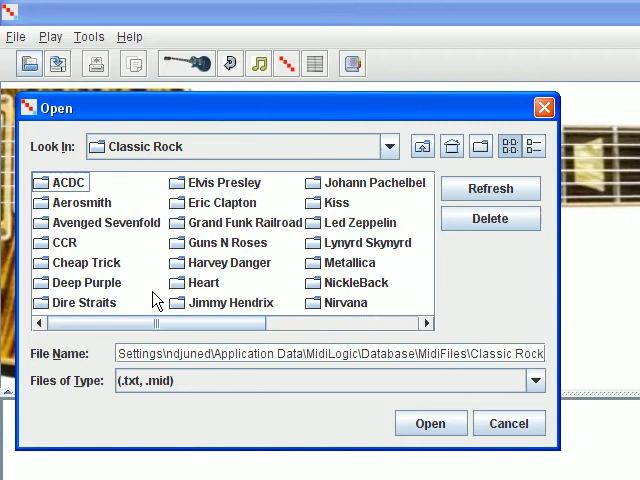 File Play Tools Help
Open
Look In: Classic Rock
ACDC Elvis Presley Johann Pachelbel
Aerosmith Eric Clapton Kiss
Avenged Sevenfold Grand Funk Railroad Led Zeppelin
CCR Guns N Roses Lynyrd Skynyrd
Cheap Trick Harvey Danger Metallica
Deep Purple Heart NickleBack
Dire Straits Jimmy Hendrix Nirvana
Refresh
Delete
File Name: Settings\ndjuned\Application Data\MidiLogic\Database\MidiFiles\Classic Rock
Files of Type: (.txt, .mid)
Open Cancel